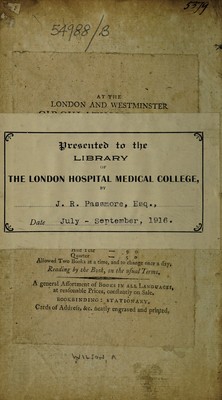 54988/B
55/9
AT THE
LONDON AND WESTMINSTER
Presented to the
LIBRARY
OF
THE LONDON HOSPITAL MEDICAL COLLEGE,
BY
J. R. Passmore, Esq.,
Date July - September, 1916.
Quarter
Allowed Two Books at a time, and to change once a day.
Reading by the Book, on the usual Terms.
A general Assortment of BOOKS IN ALL LANGUAGES,
at reasonable Prices, constantly on Sale.
BOOKBINDING; STATIONARY,
Cards of Address, &c. neatly engraved and printed.